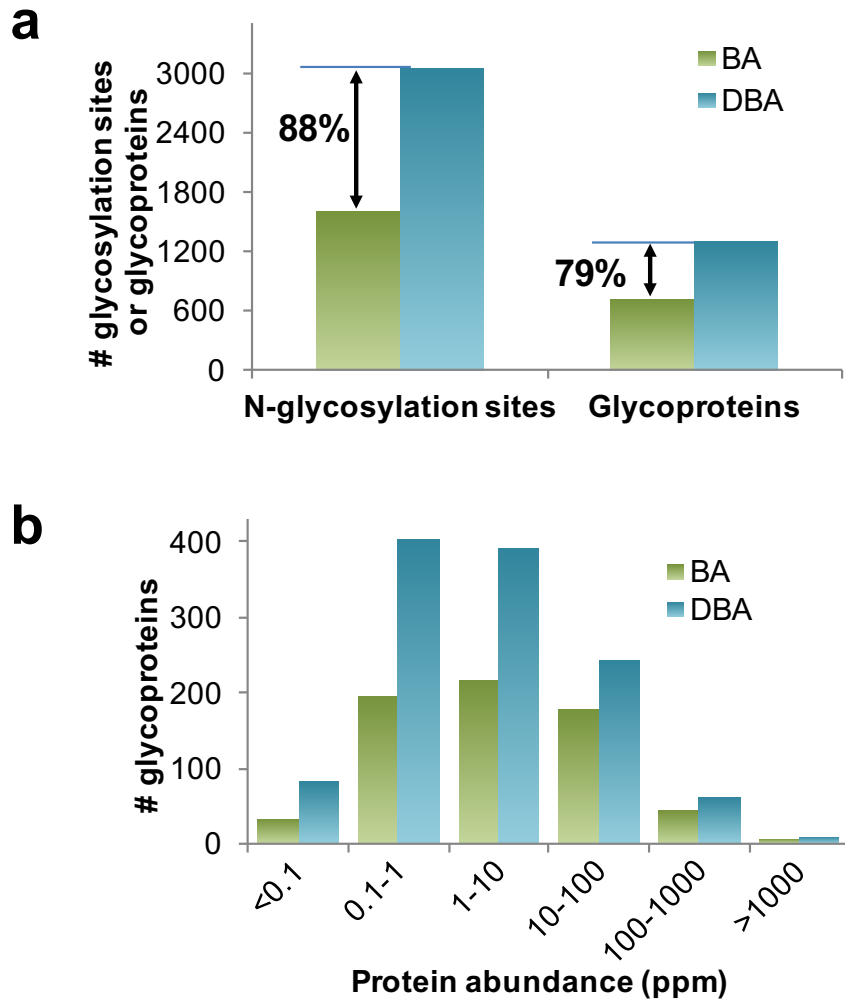 a
# glycosylation sites
or glycoproteins
3000
2400
1800
1200
600
0
88%
79%
BA
DBA
N-glycosylation sites
Glycoproteins
b
# glycoproteins
400
300
200
100
0
BA
DBA
<0.1
0.1-1
1-10
10-100
100-1000
>1000
Protein abundance (ppm)